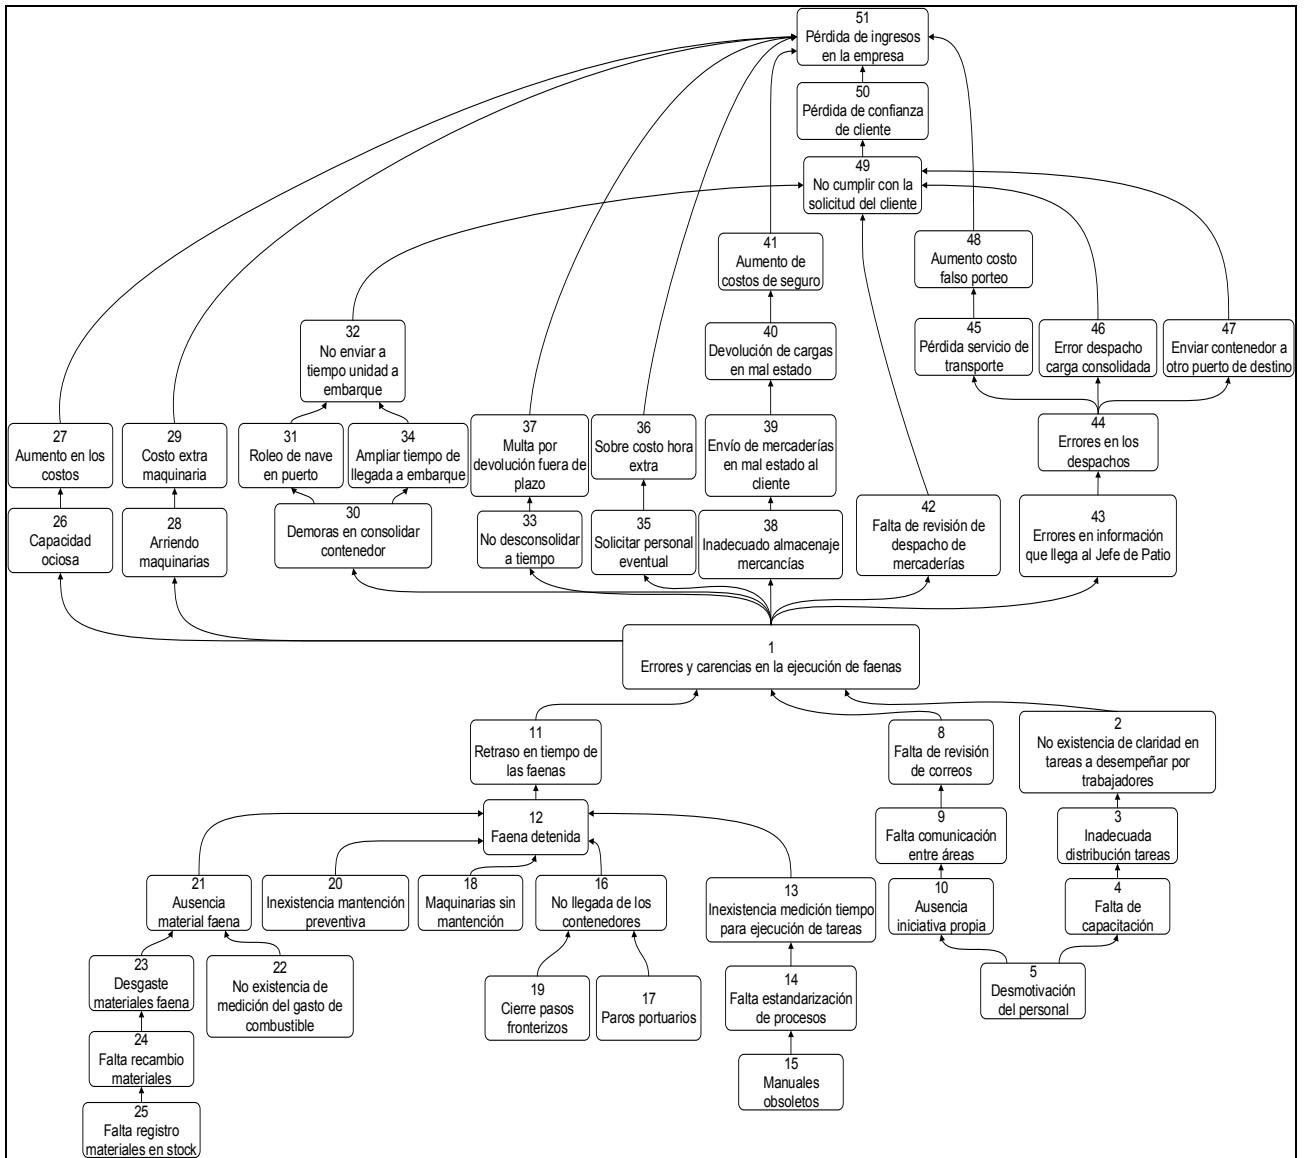 51
Pérdida de ingresos
en la empresa
50
Pérdida de confianza
de cliente
49
No cumplir con la
solicitud del cliente
41
Aumento de
costos de seguro
48
Aumento costo
falso porteo
32
No enviar a
tiempo unidad a
embarque
40
Devolución de cargas
en mal estado
45
Pérdida servicio de
transporte
46
Error despacho
carga consolidada
47
Enviar contenedor a
otro puerto de destino
27
Aumento en los
costos
29
Costo extra
maquinaria
31
Roleo de nave
en puerto
34
Ampliar tiempo de
llegada a embarque
37
Multa por
devolución fuera de
plazo
36
Sobre costo hora
extra
39
Envío de mercaderías
en mal estado al
cliente
44
Errores en los
despachos
26
Capacidad
ociosa
28
Arriendo
maquinarias
30
Demoras en consolidar
contenedor
33
No desconsolidar
a tiempo
35
Solicitar personal
eventual
38
Inadecuado almacenaje
mercancías
42
Falta de revisión de
despacho de
mercaderías
43
Errores en información
que llega al Jefe de Patio
1
Errores y carencias en la ejecución de faenas
11
Retraso en tiempo de
las faenas
8
Falta de revisión
de correos
2
No existencia de claridad en
tareas a desempeñar por
trabajadores
12
Faena detenida
9
Falta comunicación
entre áreas
3
Inadecuada
distribución tareas
21
Ausencia
material faena
20
Inexistencia mantención
preventiva
18
Maquinarias sin
mantención
16
No llegada de los
contenedores
13
Inexistencia medición tiempo
para ejecución de tareas
10
Ausencia
iniciativa propia
4
Falta de
capacitación
23
Desgaste
materiales faena
22
No existencia de
medición del gasto de
combustible
19
Cierre pasos
fronterizos
17
Paros portuarios
14
Falta estandarización
de procesos
5
Desmotivación
del personal
24
Falta recambio
materiales
15
Manuales
obsoletos
25
Falta registro
materiales en stock